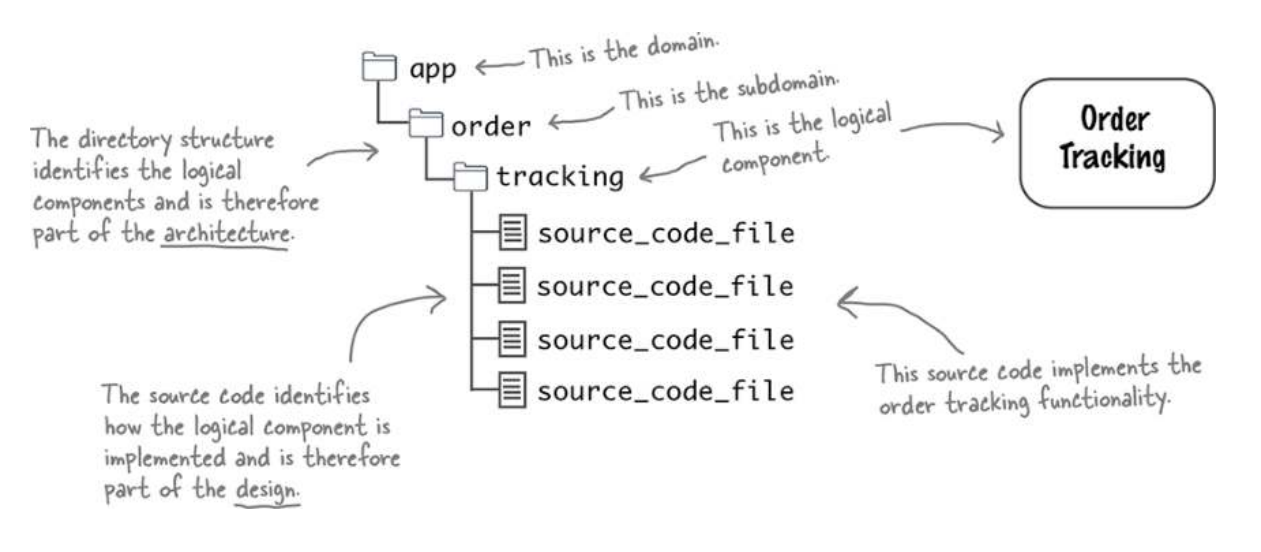 app
This is the domain.
order
This is the subdomain.
tracking
This is the logical
component.
Order
Tracking
The directory structure
identifies the logical
components and is therefore
part of the architecture.
source_code_file
source_code_file
source_code_file
source_code_file
The source code identifies
how the logical component is
implemented and is therefore
part of the design.
This source code implements the
order tracking functionality.